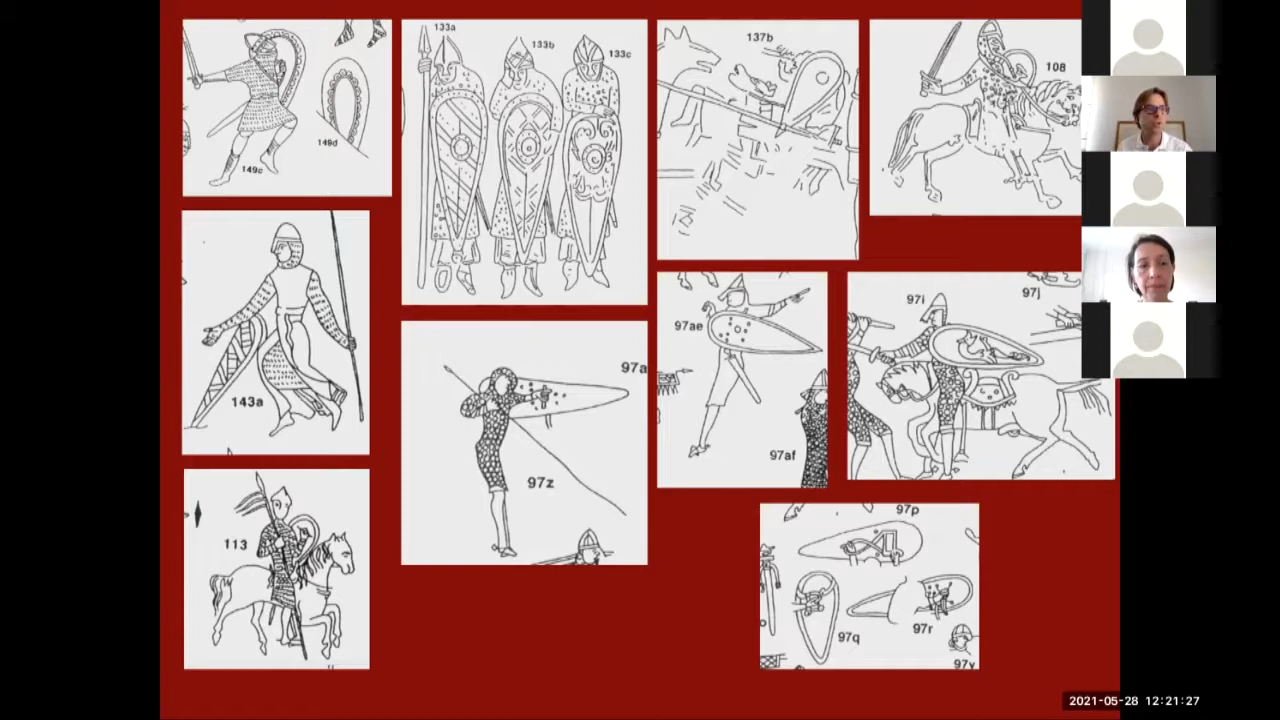 149c
149d
133a
133b
133c
137b
108
143a
97a
97z
97ae
97af
97i
97j
113
97p
97q
97r
97v
2021-05-28 12:21:27